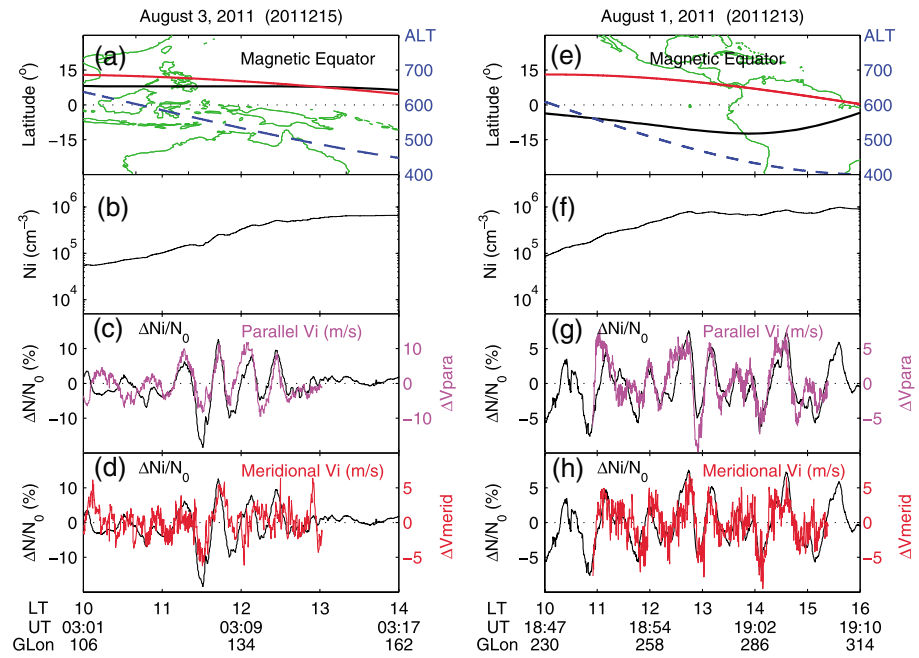 August 3, 2011 (2011215)
August 1, 2011 (2011213)
(a)
Magnetic Equator
ALT
Latitude (°)
15
0
−15
700
600
500
400
(e)
Magnetic Equator
ALT
Latitude (°)
15
0
−15
700
600
500
400
(b)
Ni (cm⁻³)
10⁶
10⁵
10⁴
(f)
Ni (cm⁻³)
10⁶
10⁵
10⁴
(c)
ΔNi/N₀
Parallel Vi (m/s)
ΔN/N₀ (%)
10
0
−10
10
0
−10
ΔVpara
(g)
ΔNi/N₀
Parallel Vi (m/s)
ΔN/N₀ (%)
10
0
−10
5
0
−5
ΔVpara
(d)
ΔNi/N₀
Meridional Vi (m/s)
ΔN/N₀ (%)
10
0
−10
5
0
−5
ΔVmerid
(h)
ΔNi/N₀
Meridional Vi (m/s)
ΔN/N₀ (%)
10
0
−10
5
0
−5
ΔVmerid
LT 10 11 12 13 14
UT 03:01 03:09 03:17
GLon 106 134 162
LT 10 11 12 13 14 15 16
UT 18:47 18:54 19:02 19:10
GLon 230 258 286 314